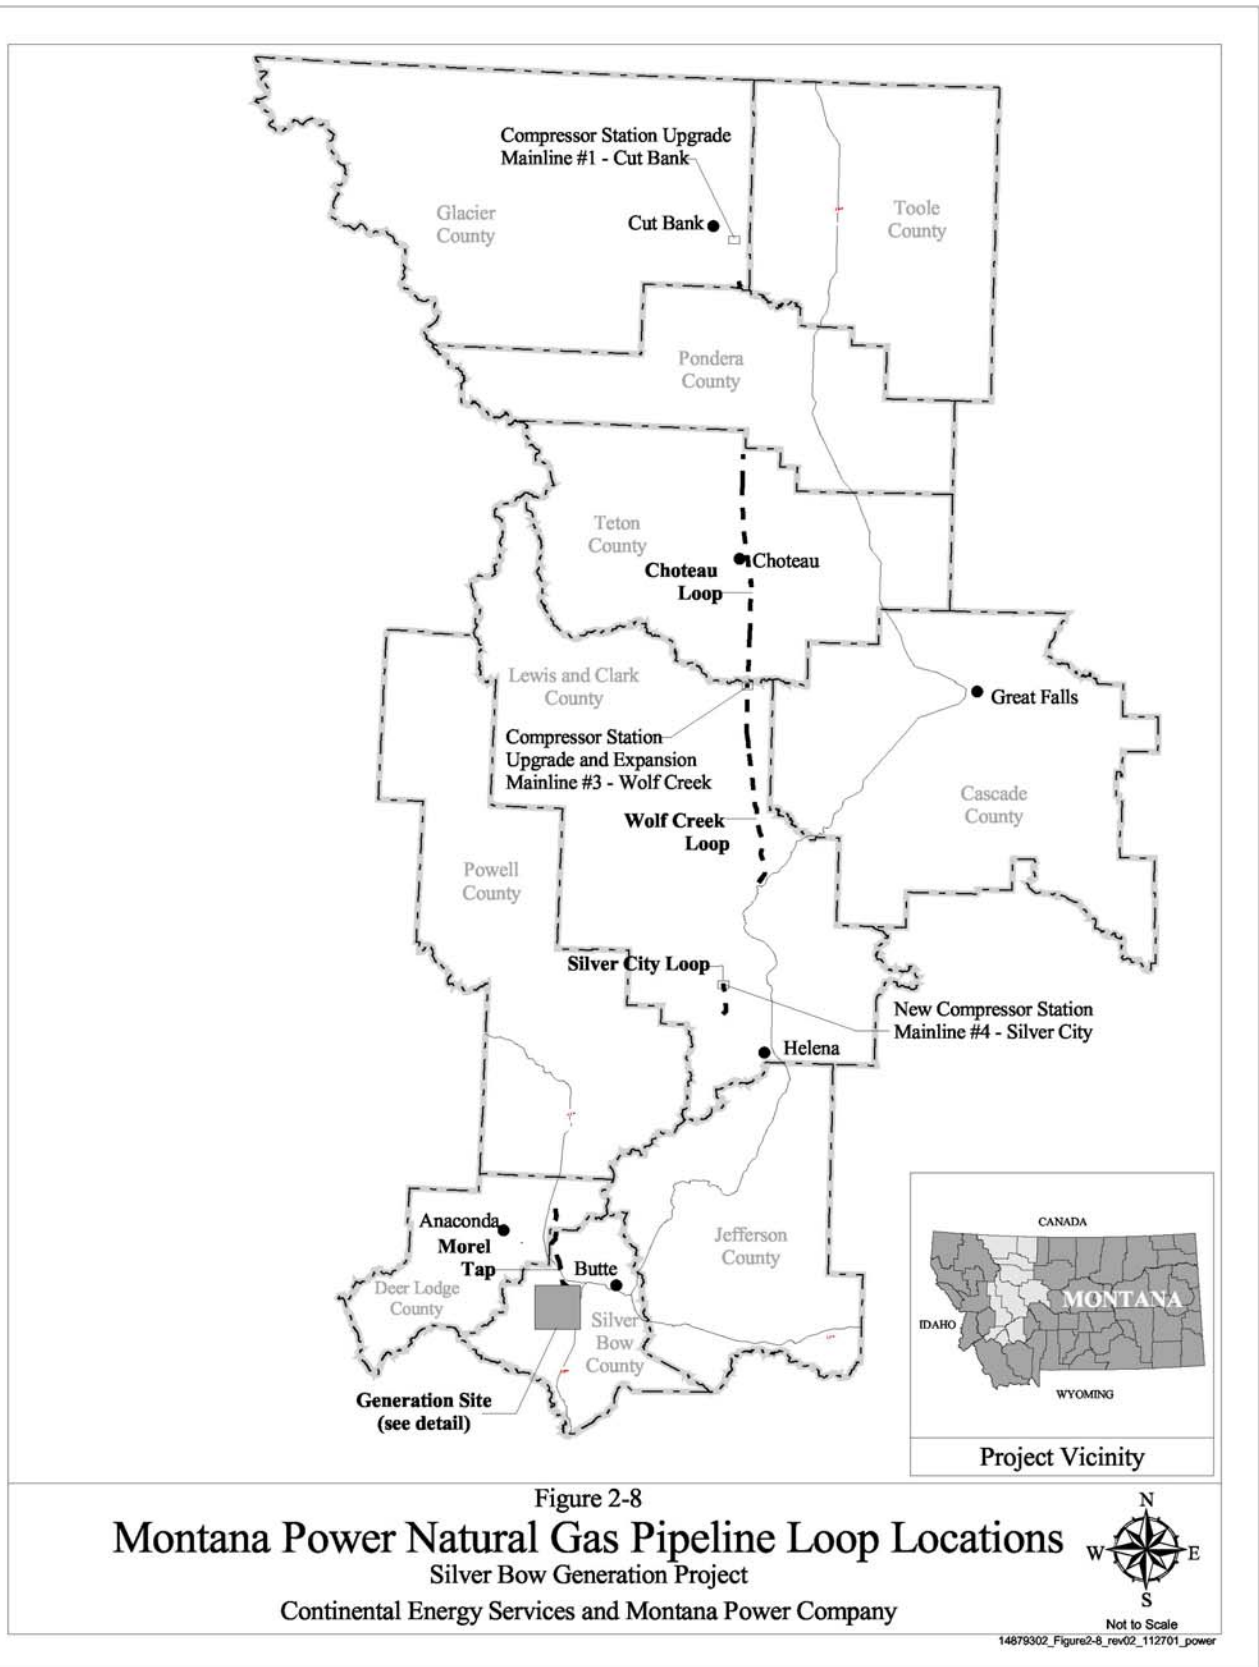 Compressor Station Upgrade
Mainline #1 - Cut Bank
Glacier
County
Cut Bank
Toole
County
Pondera
County
Teton
County
Choteau
Choteau
Loop
Lewis and Clark
County
Great Falls
Compressor Station
Upgrade and Expansion
Mainline #3 - Wolf Creek
Cascade
County
Wolf Creek
Loop
Powell
County
Silver City Loop
New Compressor Station
Mainline #4 - Silver City
Helena
Anaconda
Morel
Tap
Butte
Jefferson
County
Deer Lodge
County
Silver
Bow
County
Generation Site
(see detail)
CANADA
MONTANA
IDAHO
WYOMING
Project Vicinity
Figure 2-8
Montana Power Natural Gas Pipeline Loop Locations
Silver Bow Generation Project
Continental Energy Services and Montana Power Company
N
W
E
S
Not to Scale
14879302_Figure2-8_rev02_112701_power